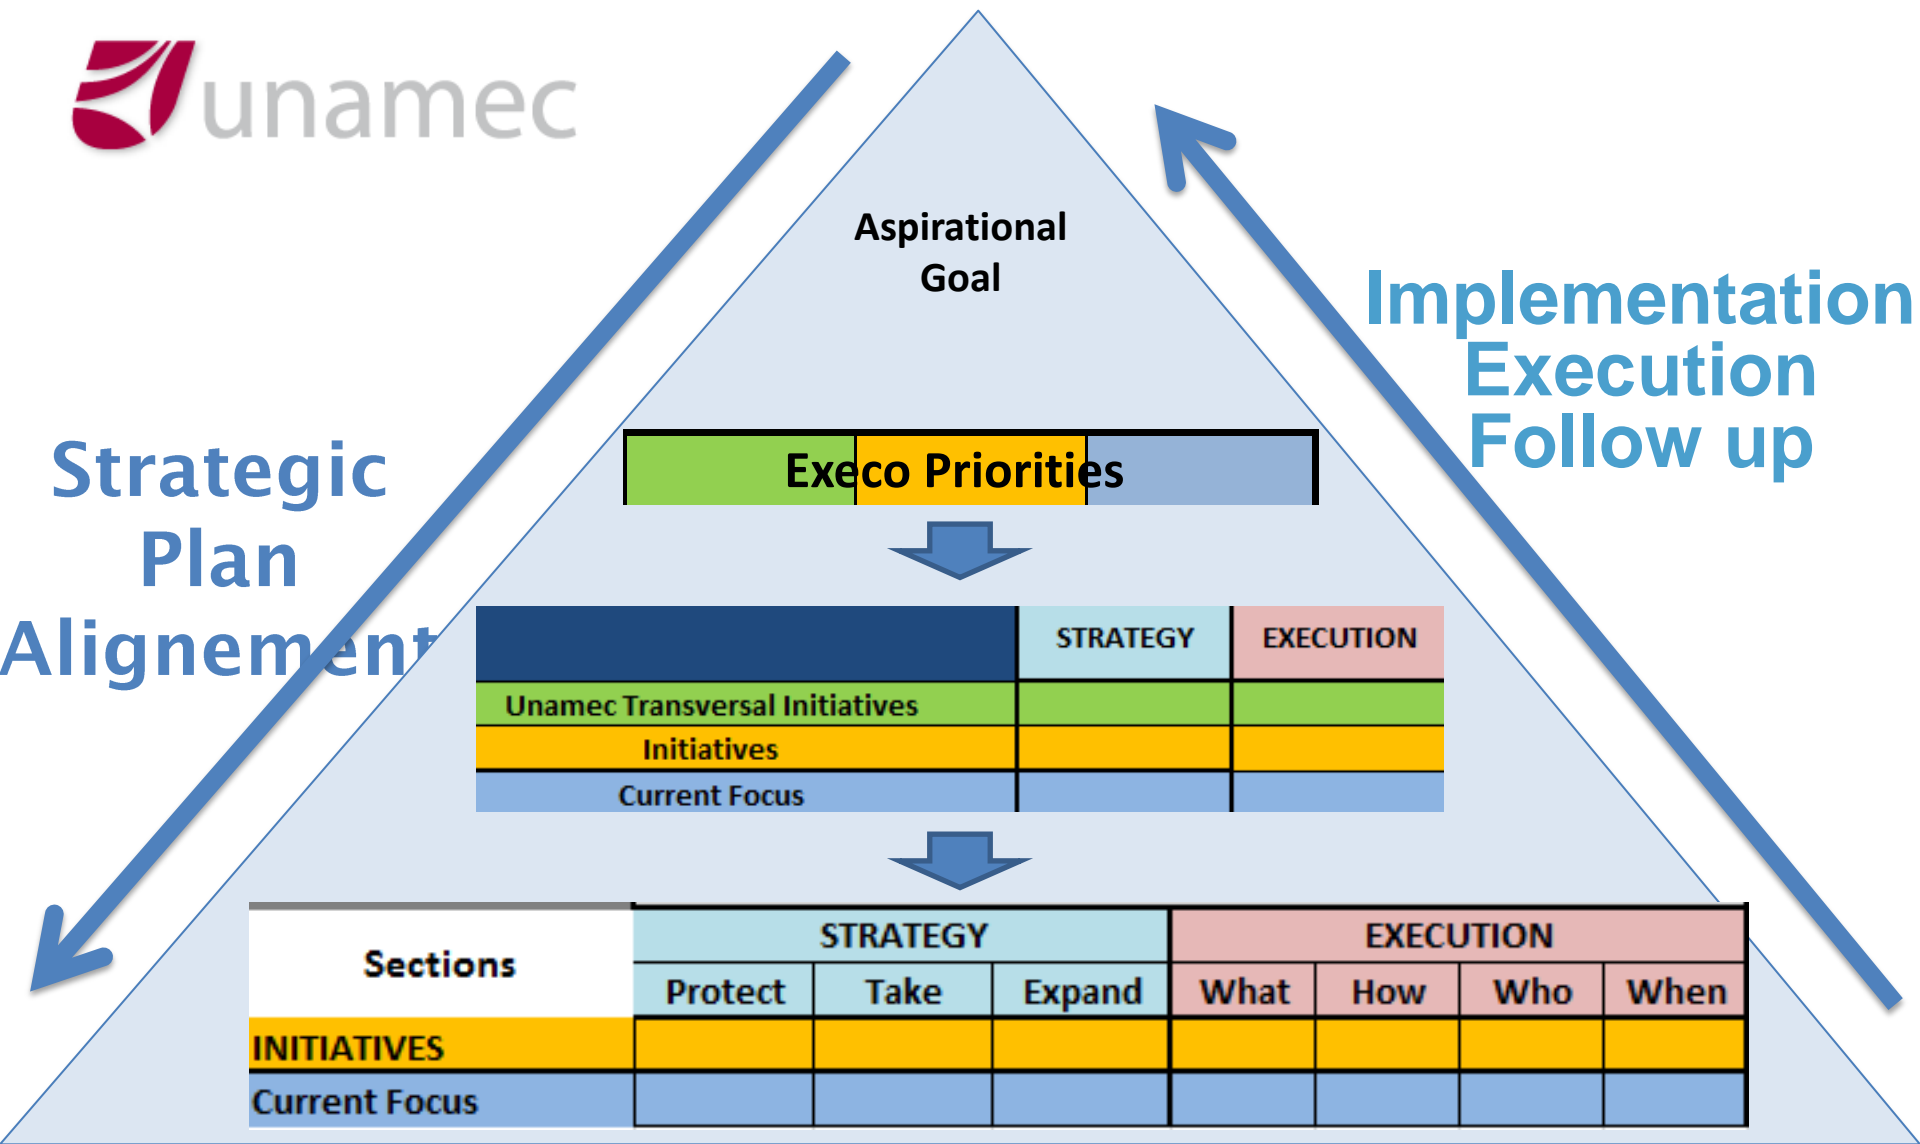 unamec
Aspirational
Goal
Implementation
Execution
Follow up
Strategic
Plan
Alignement
Execo Priorities
STRATEGY EXECUTION
Unamec Transversal Initiatives
Initiatives
Current Focus
Sections STRATEGY EXECUTION
Protect Take Expand What How Who When
INITIATIVES
Current Focus